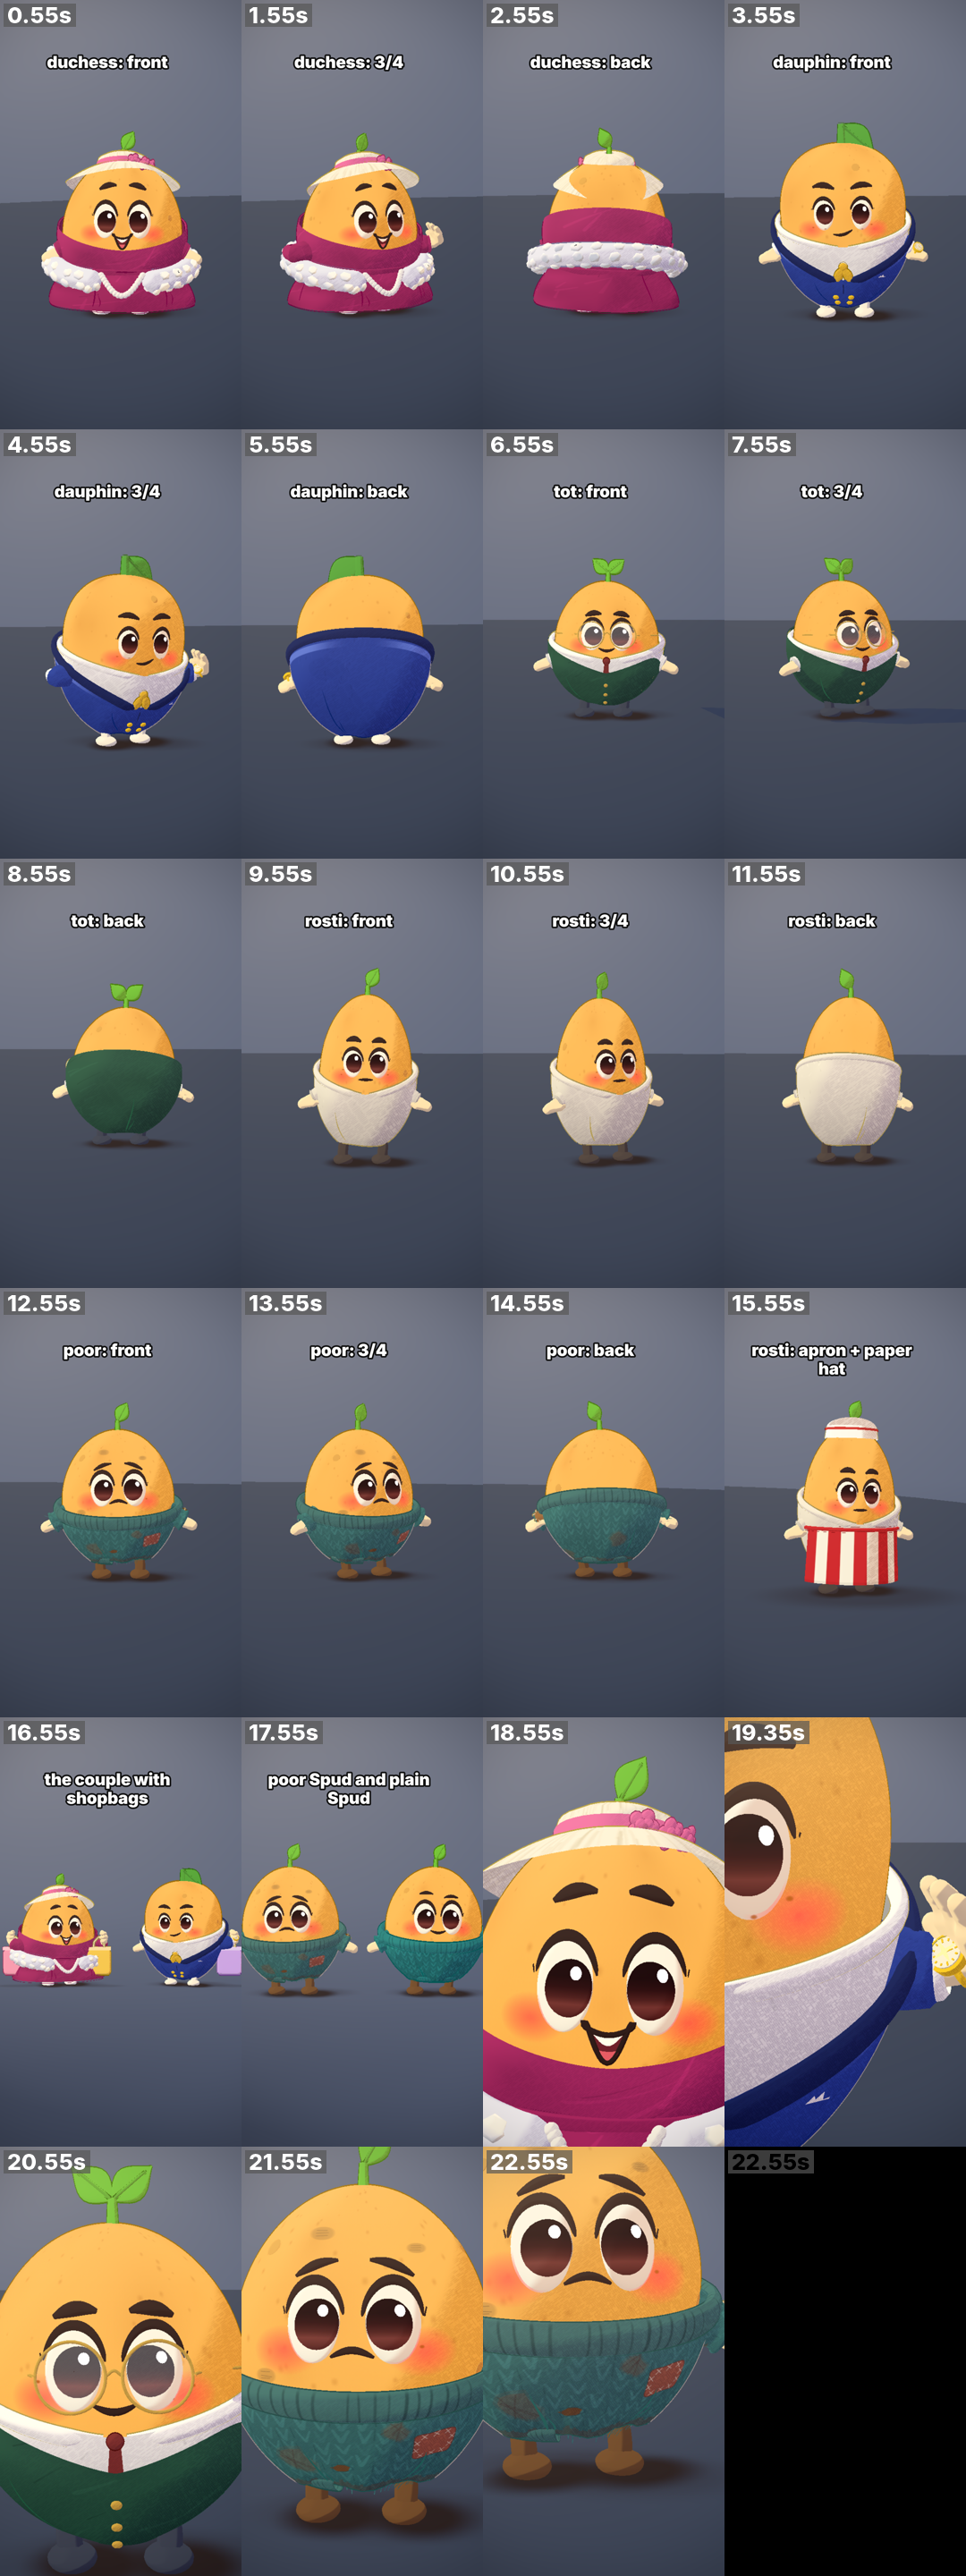 0.55s
1.55s
2.55s
3.55s
duchess: front
duchess: 3/4
duchess: back
dauphin: front
4.55s
5.55s
6.55s
7.55s
dauphin: 3/4
dauphin: back
tot: front
tot: 3/4
8.55s
9.55s
10.55s
11.55s
tot: back
rosti: front
rosti: 3/4
rosti: back
12.55s
13.55s
14.55s
15.55s
poor: front
poor: 3/4
poor: back
rosti: apron + paper
hat
16.55s
17.55s
18.55s
19.35s
the couple with
shopbags
poor Spud and plain
Spud
20.55s
21.55s
22.55s
22.55s